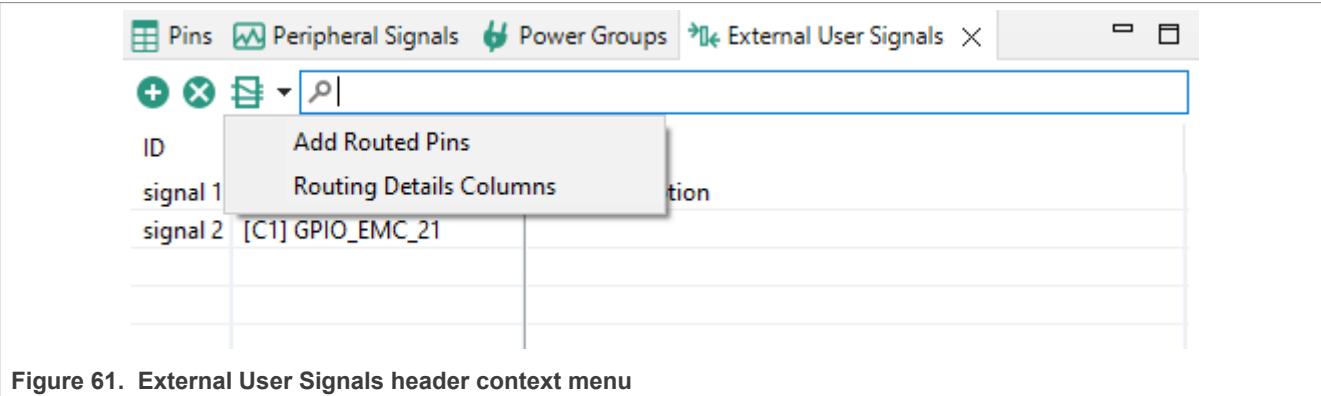 Pins Peripheral Signals Power Groups External User Signals
ID
Add Routed Pins
signal 1 Routing Details Columns tion
signal 2 [C1] GPIO_EMC_21
Figure 61. External User Signals header context menu